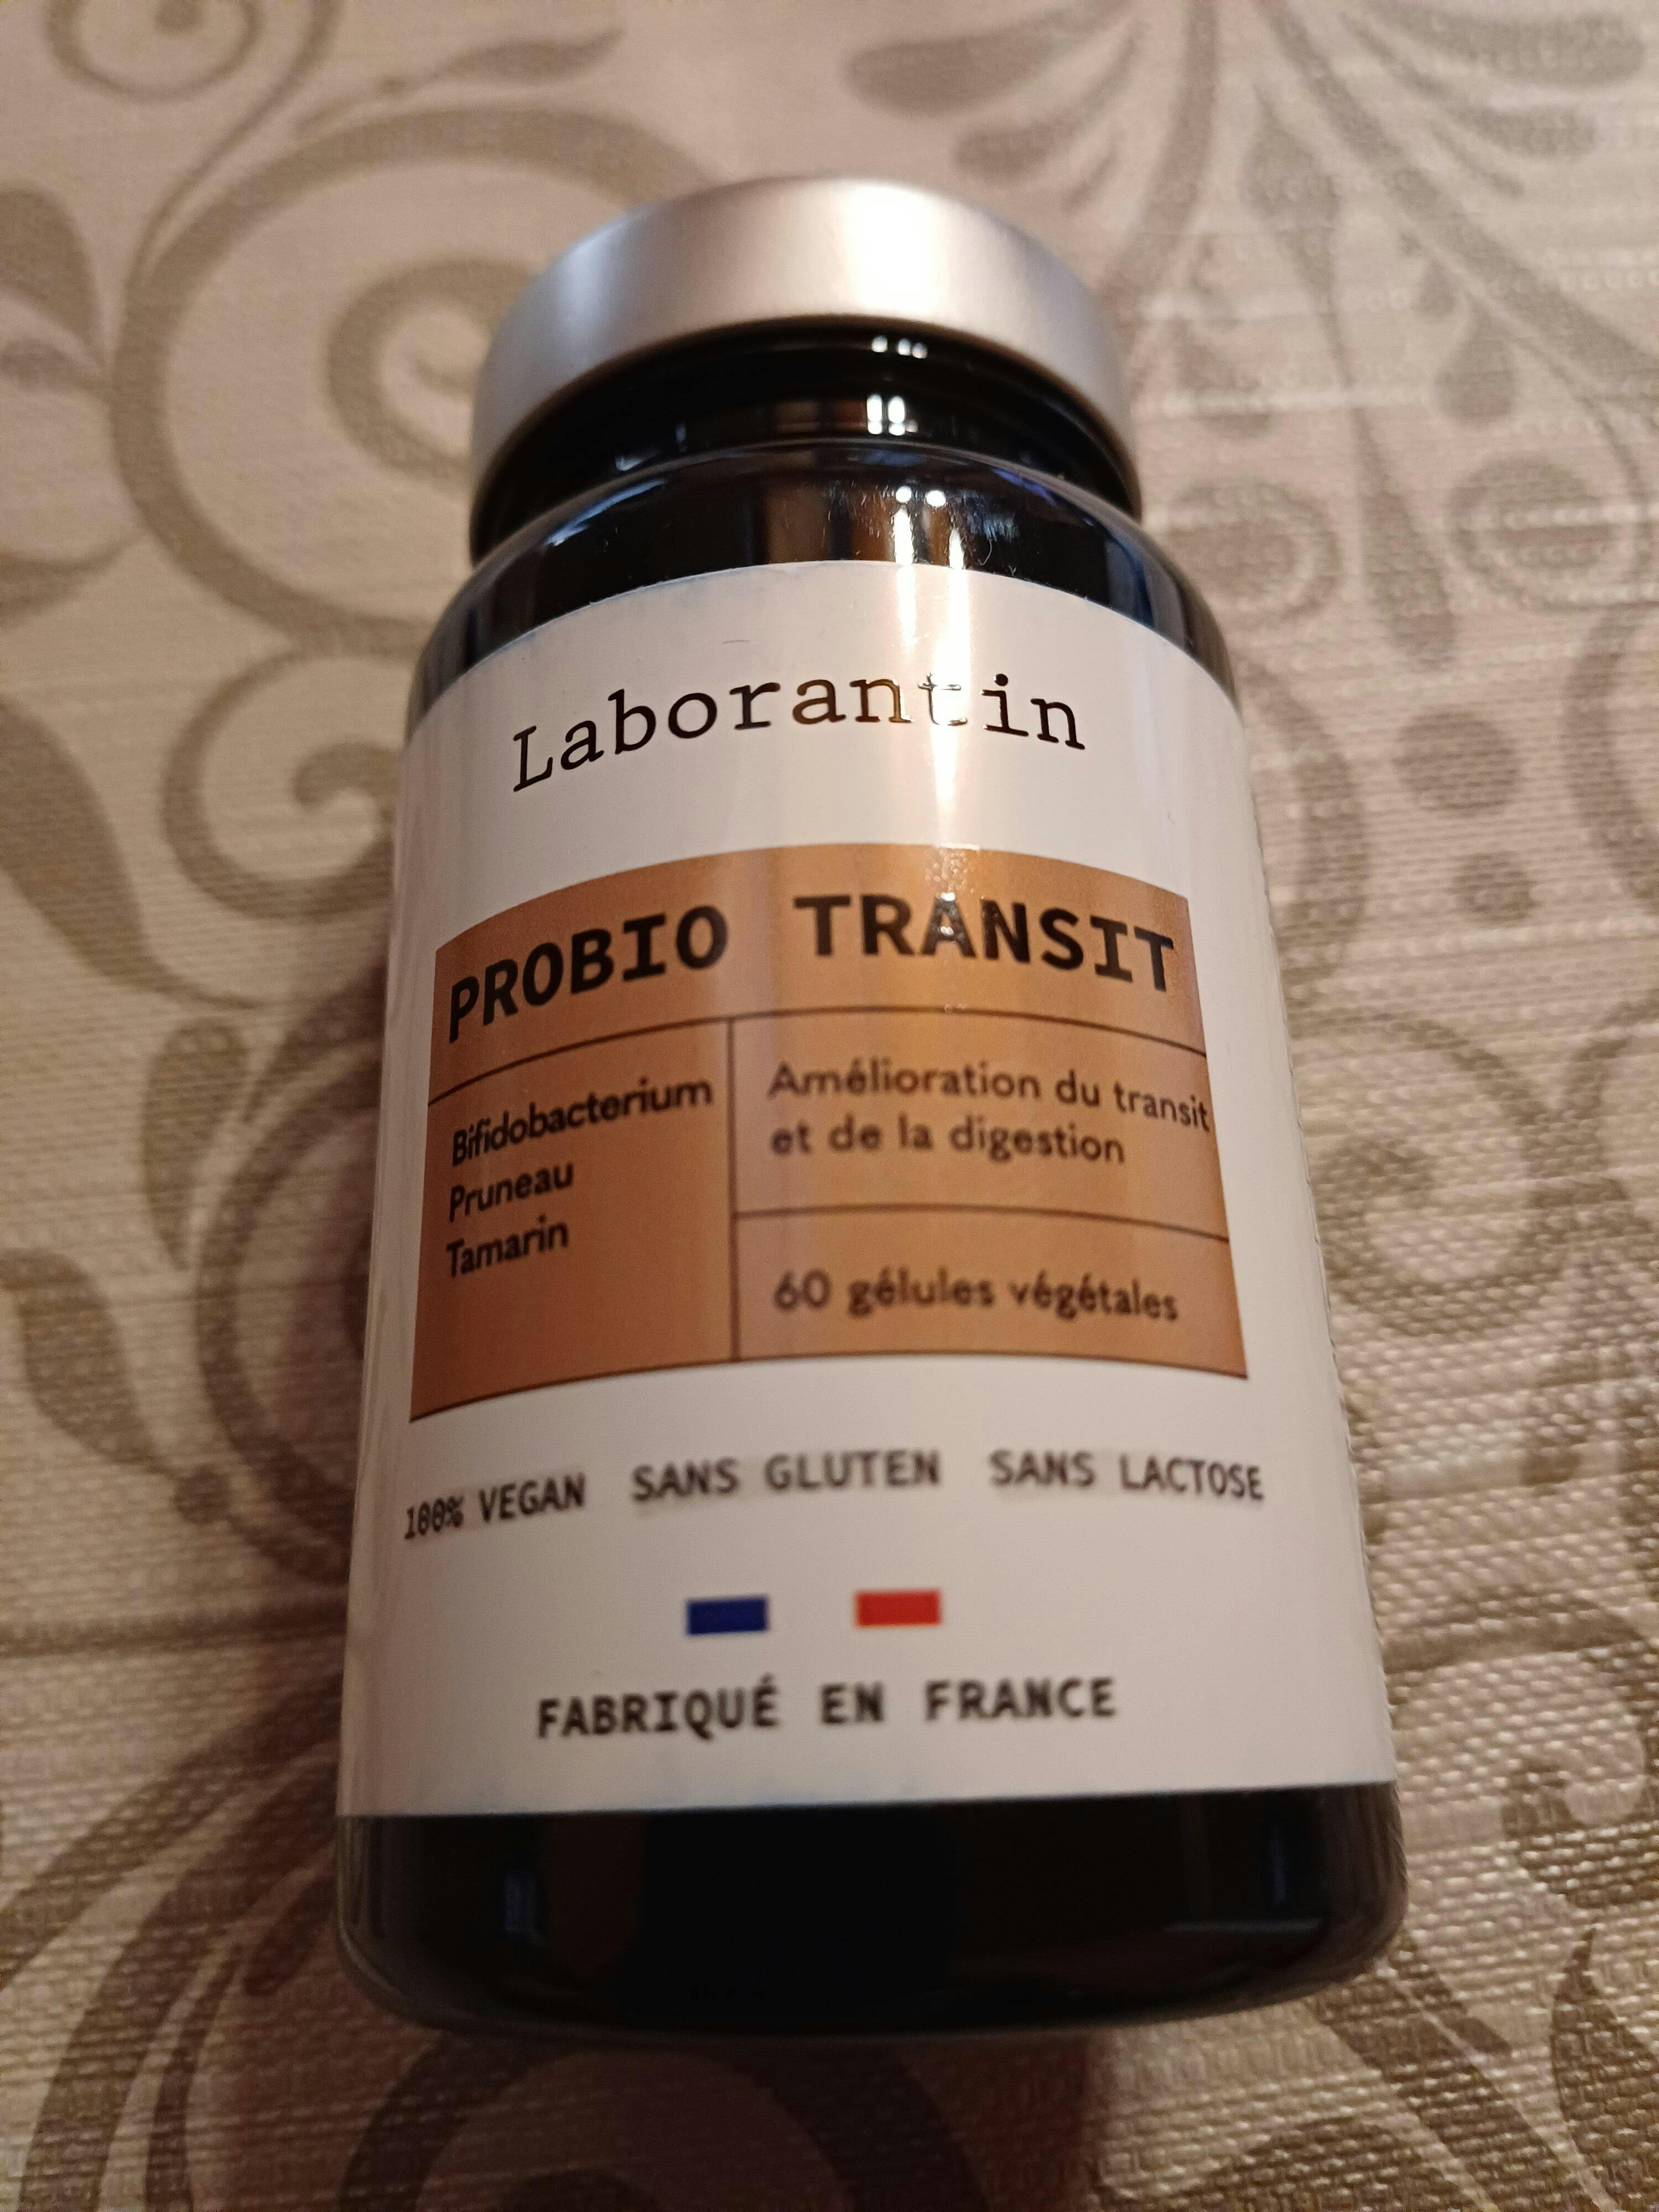 Laborantin
PROBIO TRANSIT
Bifidobacterium
Pruneau
Tamarin
Amélioration du transit
et de la digestion
60 gélules végétales
100% VEGAN SANS GLUTEN SANS LACTOSE
FABRIQUÉ EN FRANCE